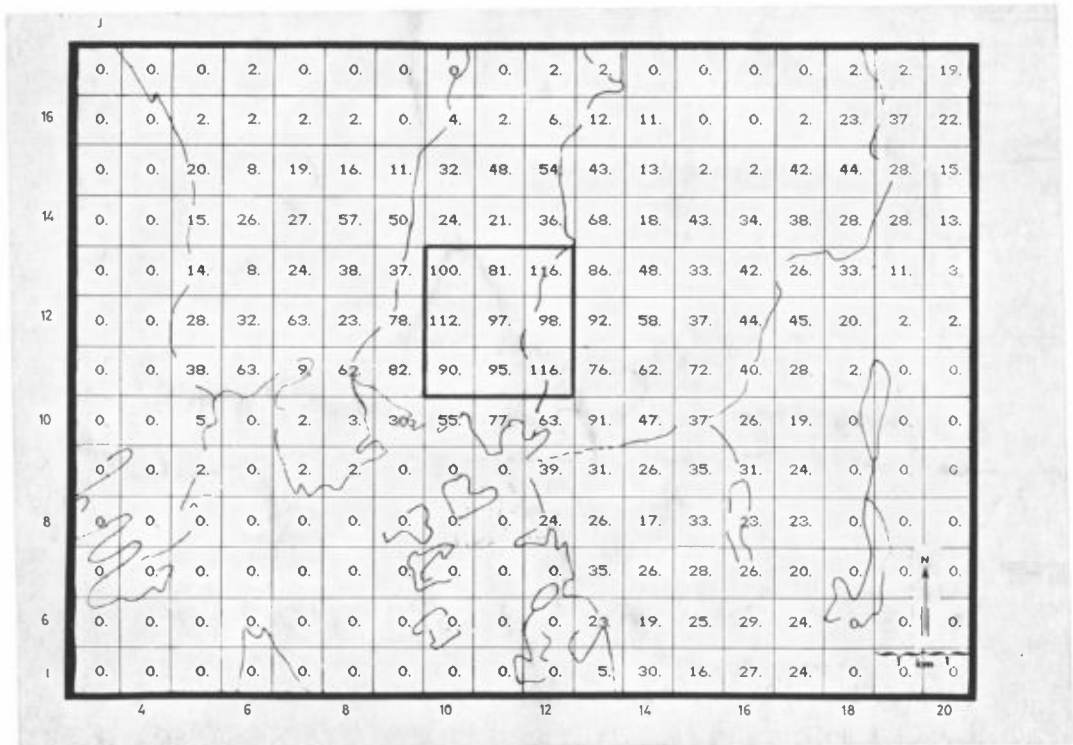 J
0. 0. 0. 2. 0. 0. 0. 0. 0. 2. 2. 0. 0. 0. 0. 2. 2. 19.
16 0. 0. 2. 2. 2. 2. 0. 4. 2. 6. 12. 11. 0. 0. 2. 23. 37. 22.
0. 0. 20. 8. 19. 16. 11. 32. 48. 54. 43. 13. 2. 2. 42. 44. 28. 15.
14 0. 0. 15. 26. 27. 57. 50. 24. 21. 36. 68. 18. 43. 34. 38. 28. 28. 13.
0. 0. 14. 8. 24. 38. 37. 100. 81. 116. 86. 48. 33. 42. 26. 33. 11. 3.
12 0. 0. 28. 32. 63. 23. 78. 112. 97. 98. 92. 58. 37. 44. 45. 20. 2. 2.
0. 0. 38. 63. 9. 62. 82. 90. 95. 116. 76. 62. 72. 40. 28. 2. 0. 0.
10 0. 0. 5. 0. 2. 3. 30. 55. 77. 63. 91. 47. 37. 26. 19. 0. 0. 0.
0. 0. 2. 0. 2. 2. 0. 0. 0. 39. 31. 26. 35. 31. 24. 0. 0. 0.
8 0. 0. 0. 0. 0. 0. 0. 0. 0. 24. 26. 17. 33. 23. 23. 0. 0. 0.
0. 0. 0. 0. 0. 0. 0. 0. 0. 0. 35. 26. 28. 26. 20. 0. 0. 0.
N
6 0. 0. 0. 0. 0. 0. 0. 0. 0. 0. 23. 19. 25. 29. 24. 0. 0. 0.
1 0. 0. 0. 0. 0. 0. 0. 0. 0. 0. 5. 30. 16. 27. 24. 0. 0. 0
1 km 1
4 6 8 10 12 14 16 18 20